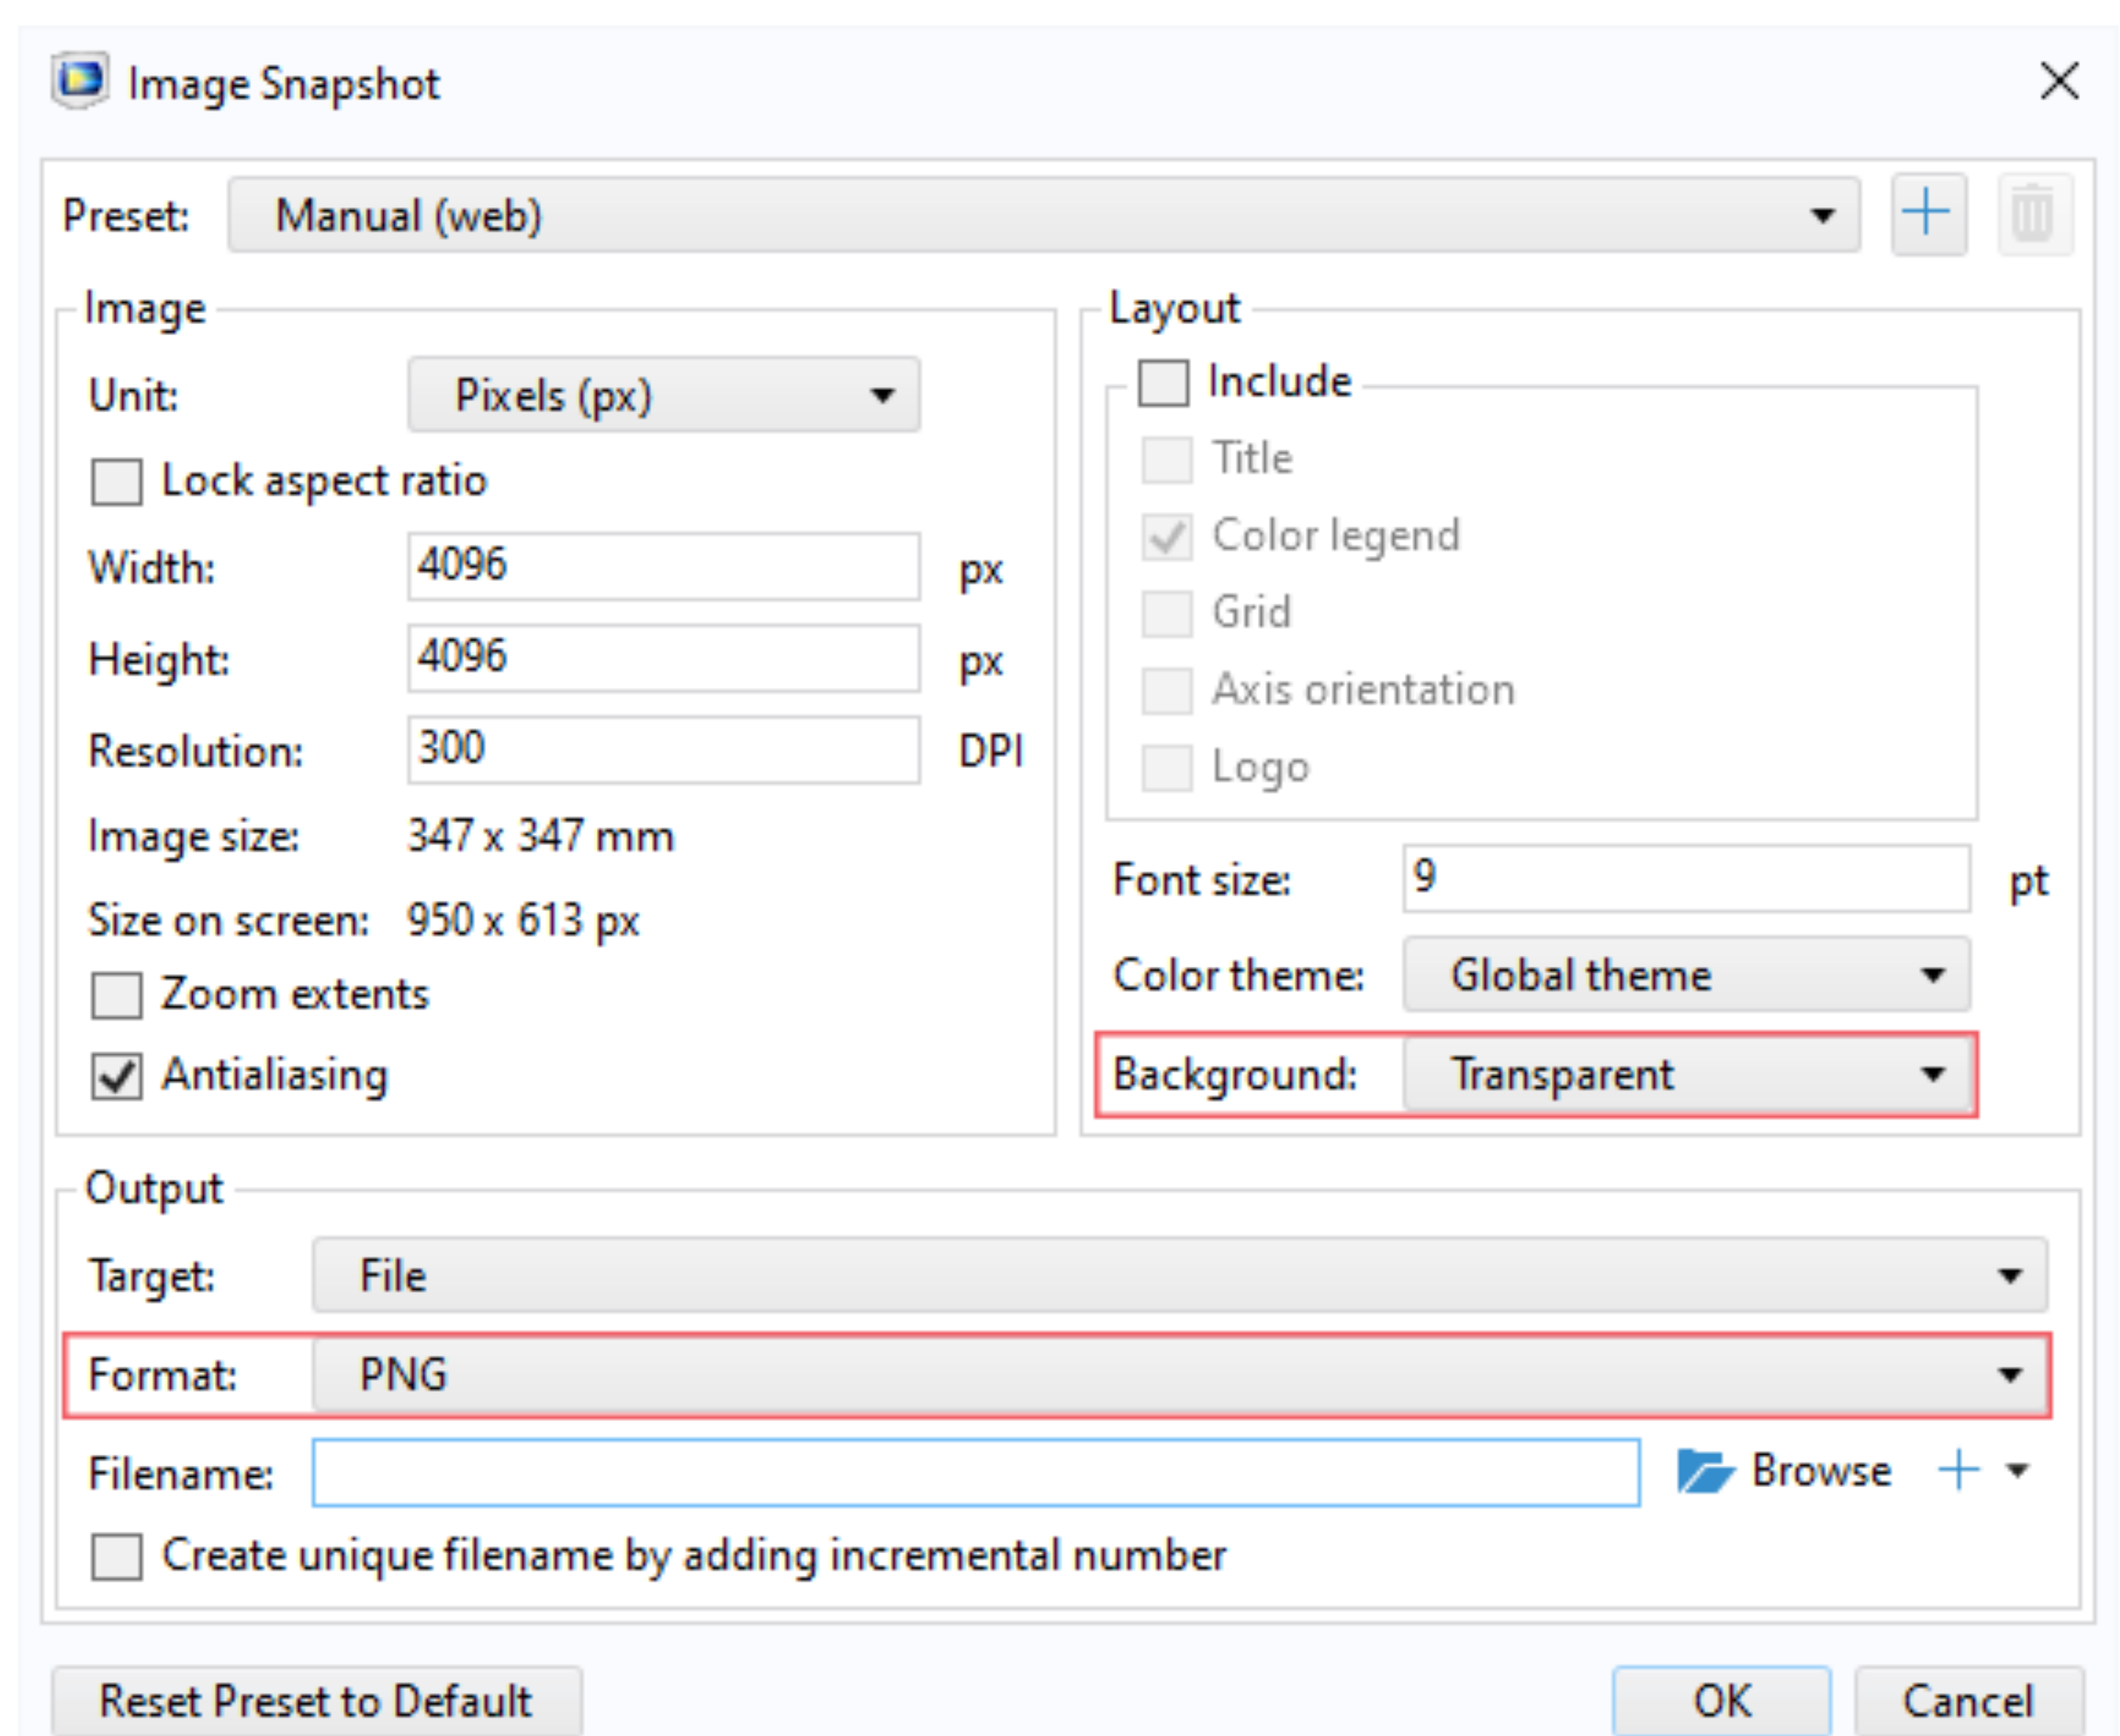 Image Snapshot
Preset: Manual (web)
Image
Unit: Pixels (px)
Lock aspect ratio
Width: 4096 px
Height: 4096 px
Resolution: 300 DPI
Image size: 347 x 347 mm
Size on screen: 950 x 613 px
Zoom extents
Antialiasing
Layout
Include
Title
Color legend
Grid
Axis orientation
Logo
Font size: 9 pt
Color theme: Global theme
Background: Transparent
Output
Target: File
Format: PNG
Filename: Browse
Create unique filename by adding incremental number
Reset Preset to Default OK Cancel